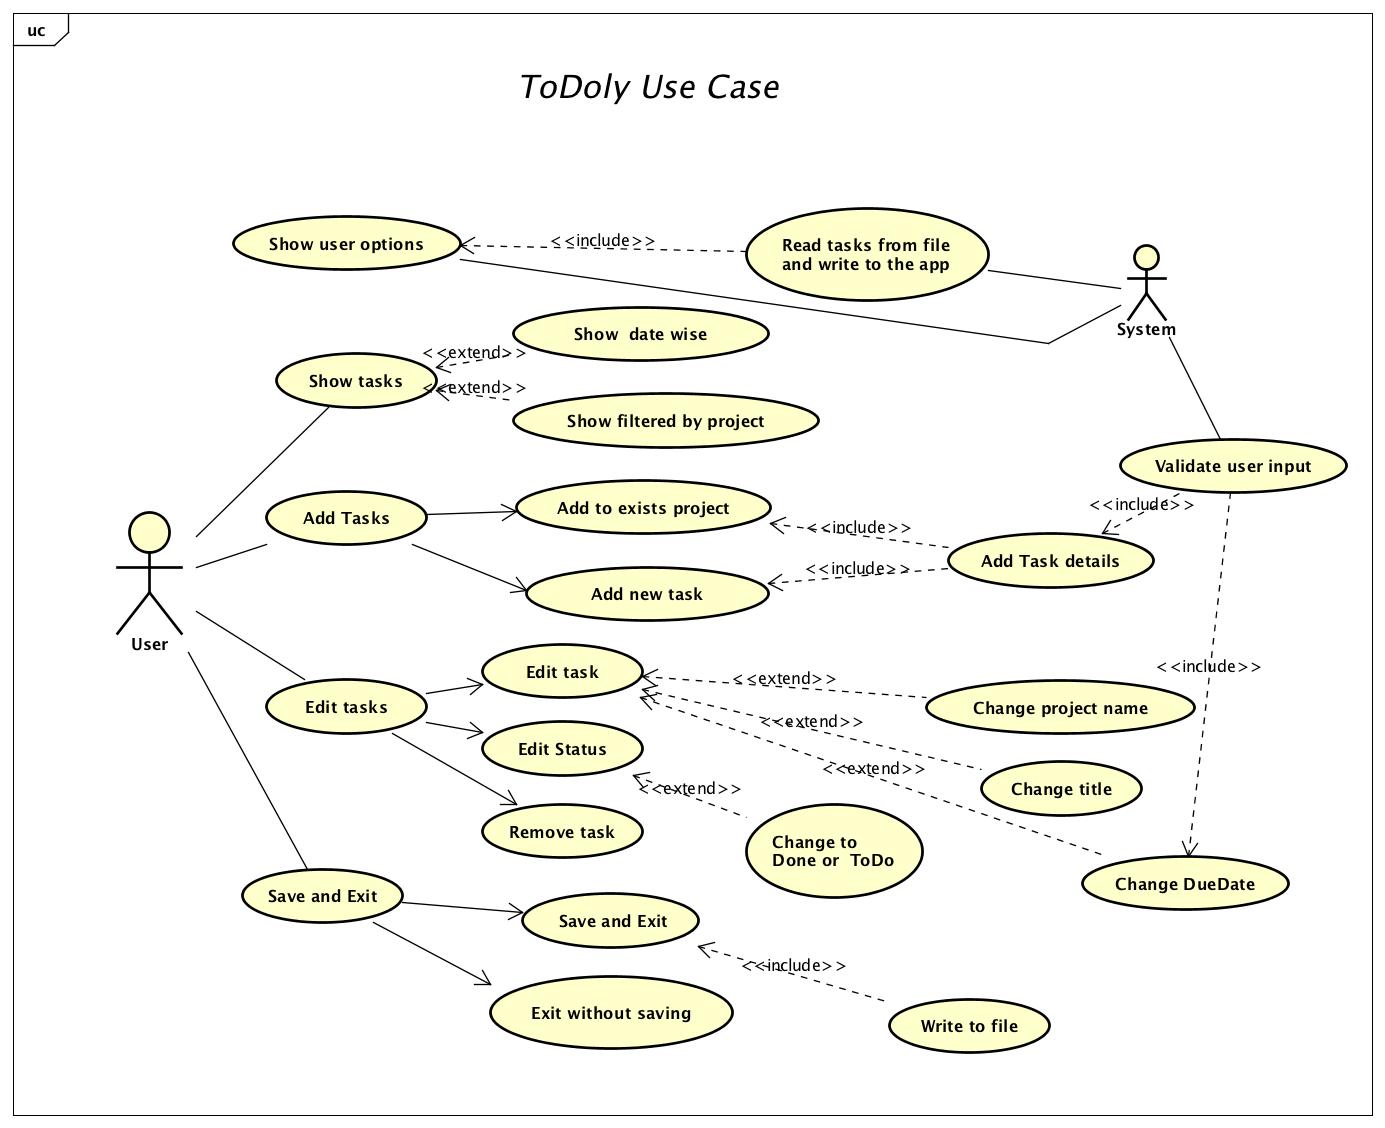 uc
ToDoly Use Case
Show user options
<<include>>
Read tasks from file
and write to the app
System
Show  date wise
<<extend>>
Show tasks
<<extend>>
Show filtered by project
Validate user input
Add Tasks
Add to exists project
<<include>>
<<include>>
Add Task details
<<include>>
Add new task
User
Edit task
<<include>>
<<extend>>
Edit tasks
Change project name
<<extend>>
Edit Status
<<extend>>
<<extend>>
Change title
Remove task
Change to
Done or  ToDo
Change DueDate
Save and Exit
Save and Exit
<<include>>
Exit without saving
Write to file